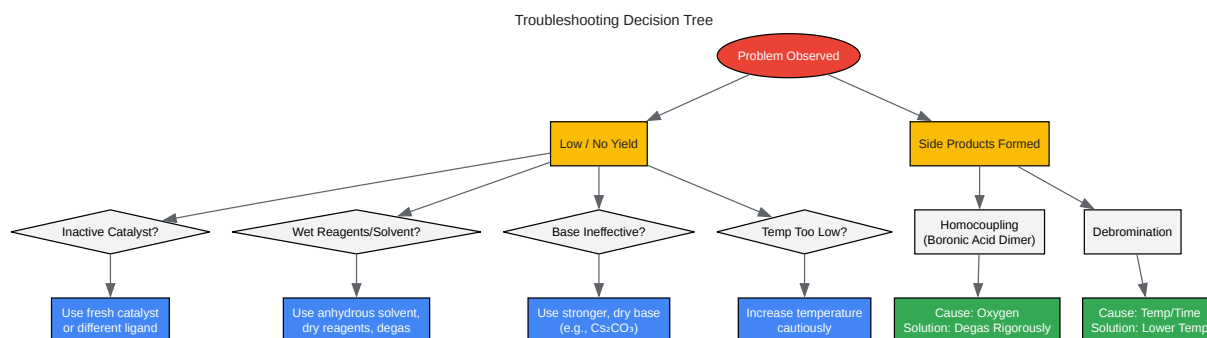 Troubleshooting Decision Tree
Problem Observed
Low / No Yield
Side Products Formed
Inactive Catalyst?
Wet Reagents/Solvent?
Base Ineffective?
Temp Too Low?
Homocoupling
(Boronic Acid Dimer)
Debromination
Use fresh catalyst
or different ligand
Use anhydrous solvent,
dry reagents, degas
Use stronger, dry base
(e.g., Cs₂CO₃)
Increase temperature
cautiously
Cause: Oxygen
Solution: Degas Rigorously
Cause: Temp/Time
Solution: Lower Temp